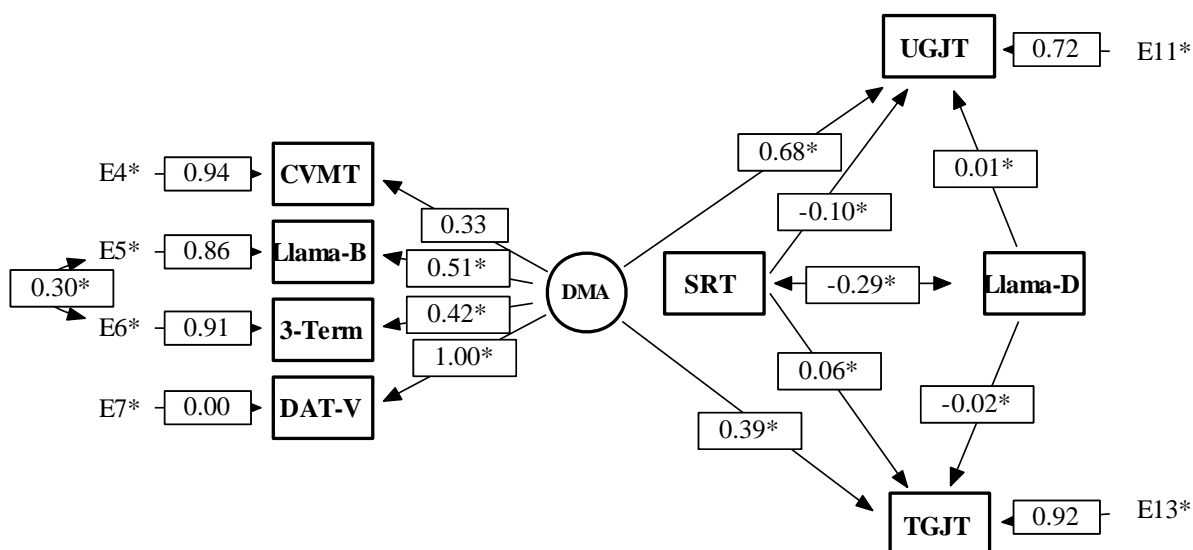 UGJT
0.72
E11*
0.68*
-0.10*
0.01*
E4*
0.94
CVMT
0.33
E5*
0.86
Llama-B
0.51*
0.30*
DMA
SRT
-0.29*
Llama-D
E6*
0.91
3-Term
0.42*
1.00*
E7*
0.00
DAT-V
0.06*
-0.02*
0.39*
TGJT
0.92
E13*